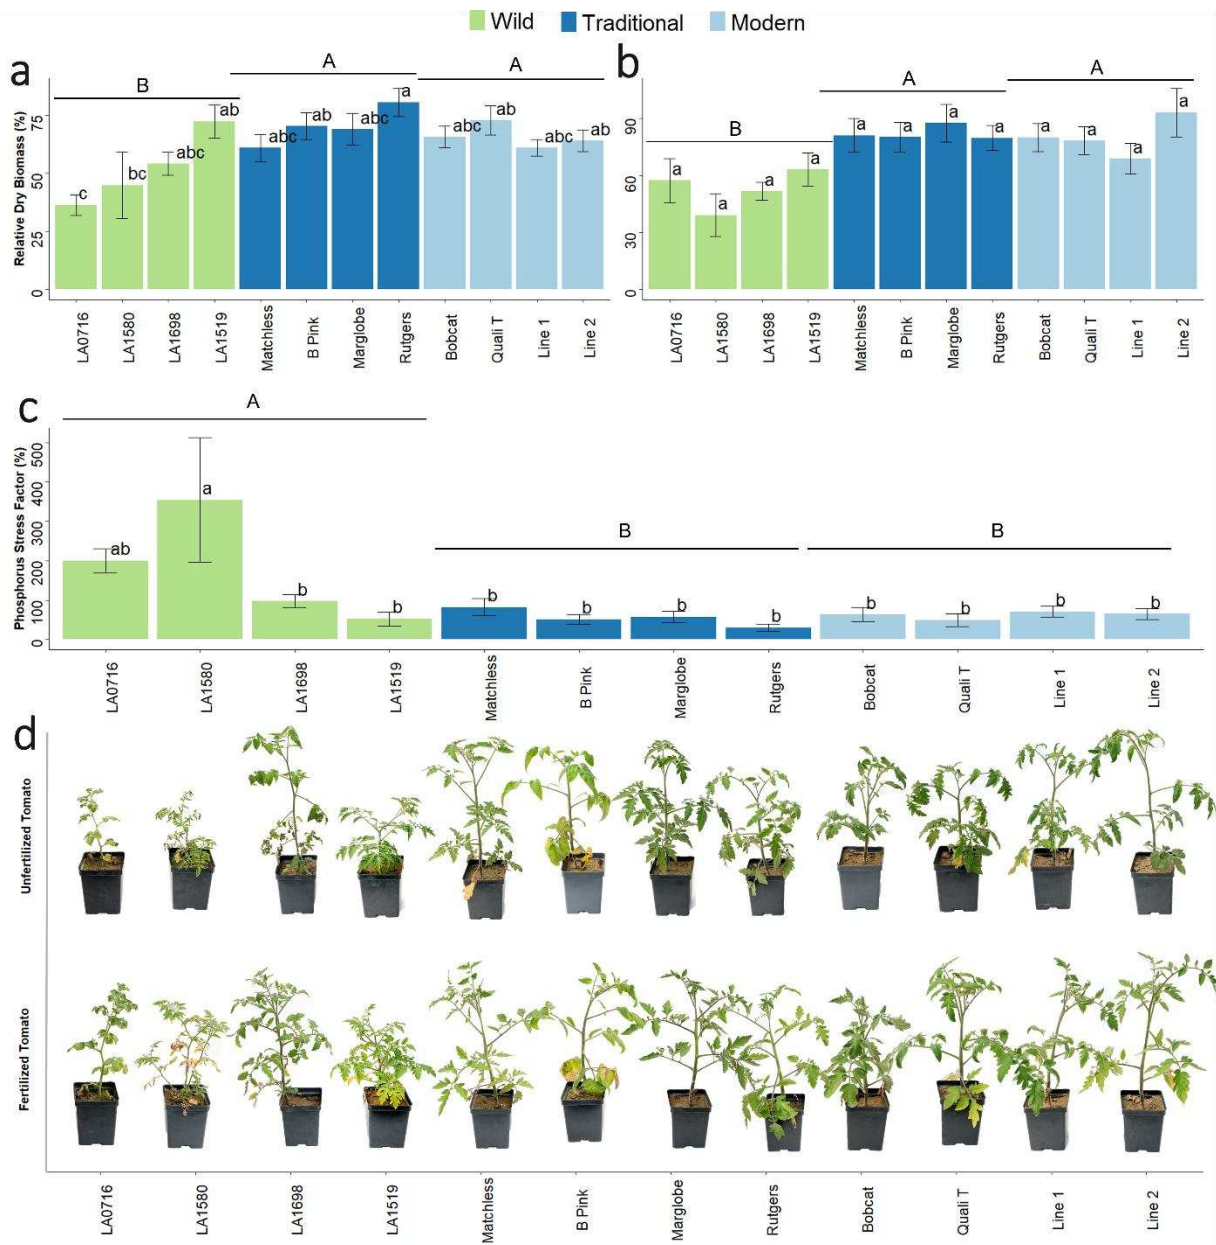 Wild Traditional Modern
a
B
A
A
Relative Dry Biomass (%)
0
25
50
75
c
bc
abc
ab
abc
ab
abc
a
abc
ab
abc
ab
LA0716
LA1580
LA1698
LA1519
Matchless
B Pink
Marglobe
Rutgers
Bobcat
Quali T
Line 1
Line 2
b
B
A
A
0
30
60
90
a
a
a
a
a
a
a
a
a
a
a
a
LA0716
LA1580
LA1698
LA1519
Matchless
B Pink
Marglobe
Rutgers
Bobcat
Quali T
Line 1
Line 2
c
A
B
B
Phosphorus Stress Factor (%)
0
100
200
300
400
500
ab
a
b
b
b
b
b
b
b
b
b
b
LA0716
LA1580
LA1698
LA1519
Matchless
B Pink
Marglobe
Rutgers
Bobcat
Quali T
Line 1
Line 2
d
Unfertilized Tomato
Fertilized Tomato
LA0716
LA1580
LA1698
LA1519
Matchless
B Pink
Marglobe
Rutgers
Bobcat
Quali T
Line 1
Line 2